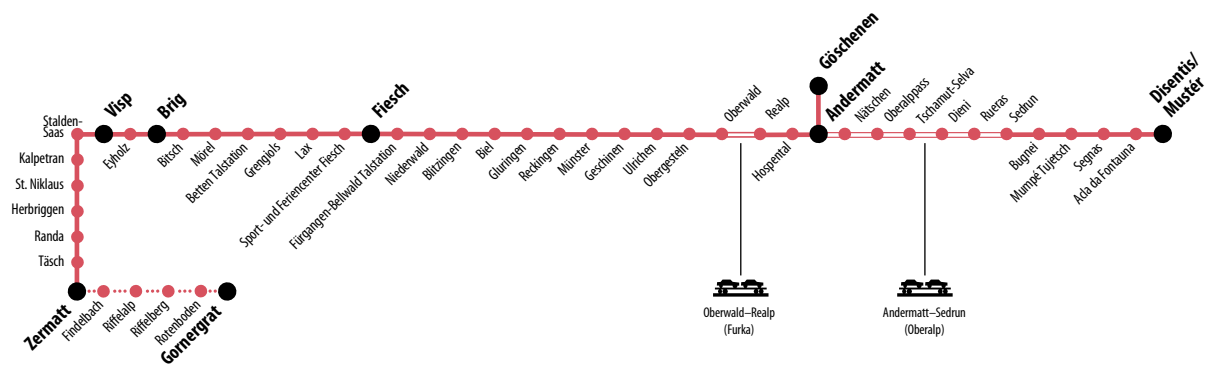 Stalden-
Saas
Kalpetran
St. Niklaus
Herbriggen
Randa
Täsch
Zermatt
Findelbach
Riffelalp
Riffelberg
Rotenboden
Gornergrat
Visp
Eyholz
Brig
Bitsch
Mörel
Betten Talstation
Grengiols
Lax
Sport- und Feriencenter Fiesch
Fiesch
Fürgangen-Bellwald Talstation
Niederwald
Blitzingen
Biel
Gluringen
Reckingen
Münster
Geschinen
Ulrichen
Obergesteln
Oberwald
Realp
Hospental
Göschenen
Andermatt
Nätschen
Oberalppass
Tschamut-Selva
Dieni
Rueras
Sedrun
Bugnei
Mumpé Tujetsch
Segnas
Acla da Fontauna
Disentis/
Mustér
Oberwald–Realp
(Furka)
Andermatt–Sedrun
(Oberalp)